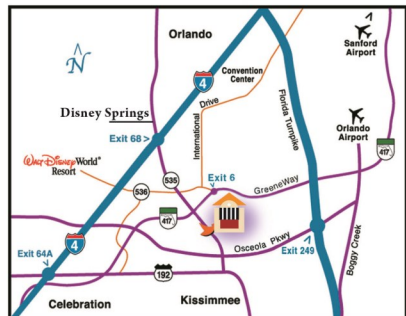 Orlando
Sanford
Airport
N
4
Convention
Center
Disney Springs
International Drive
Florida Turnpike
Orlando
Airport
Exit 68 >
417
Walt Disney World®
Resort
535
Exit 6
536
GreeneWay
417
4
Osceola Pkwy
Exit 64A
Exit 249
Boggy Creek
192
Celebration
Kissimmee